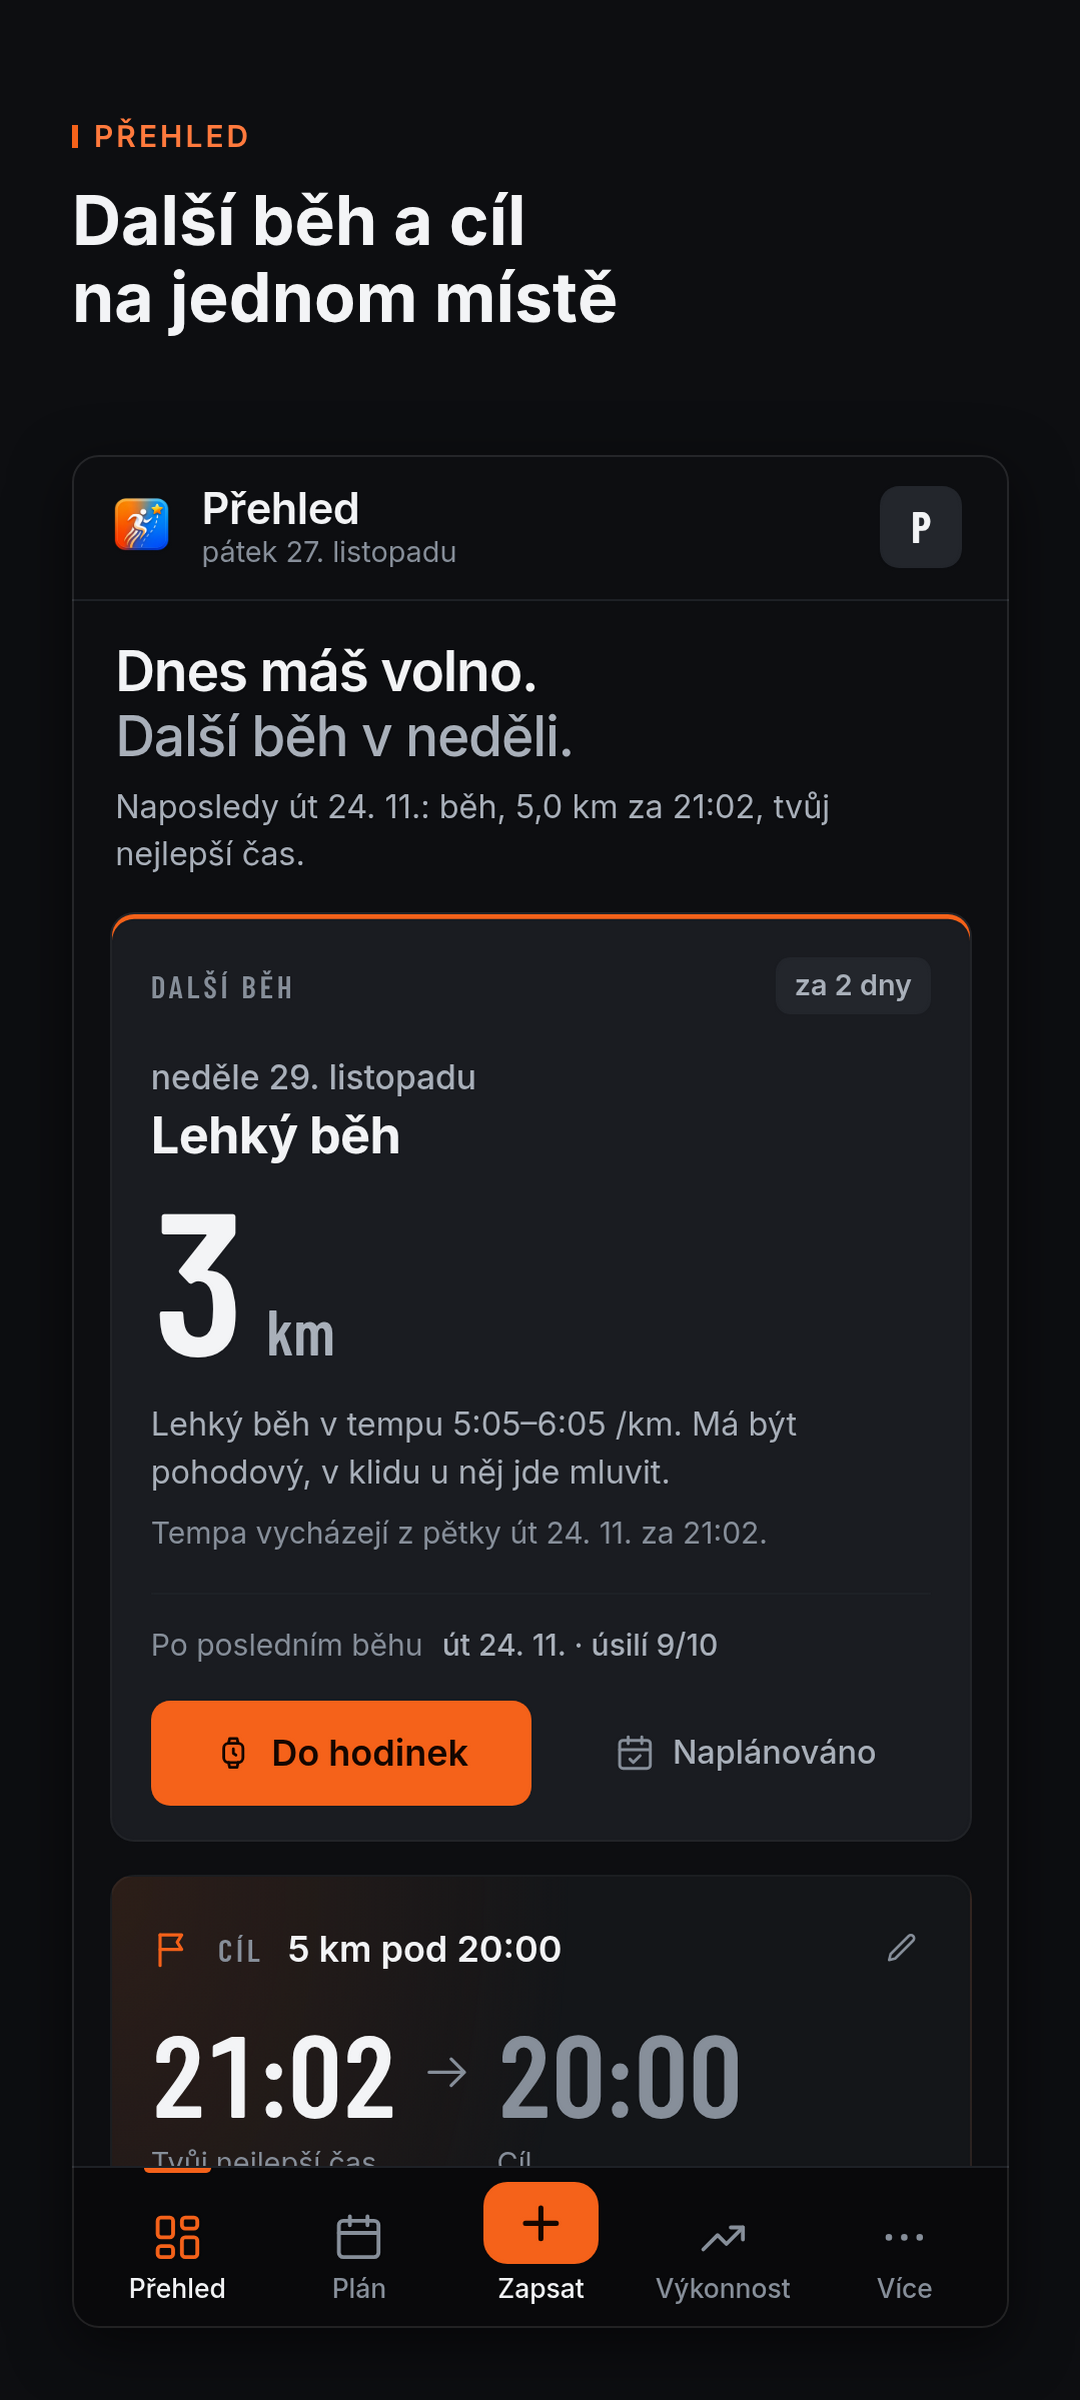 PŘEHLED
Další běh a cíl
na jednom místě
Přehled
pátek 27. listopadu
P
Dnes máš volno.
Další běh v neděli.
Naposledy út 24. 11.: běh, 5,0 km za 21:02, tvůj
nejlepší čas.
DALŠÍ BĚH
za 2 dny
neděle 29. listopadu
Lehký běh
3 km
Lehký běh v tempu 5:05–6:05 /km. Má být
pohodový, v klidu u něj jde mluvit.
Tempa vycházejí z pětky út 24. 11. za 21:02.
Po posledním běhu út 24. 11. · úsilí 9/10
Do hodinek
Naplánováno
CÍL 5 km pod 20:00
21:02 → 20:00
Tvůj nejlepší čas
Cíl
Přehled
Plán
Zapsat
Výkonnost
Více